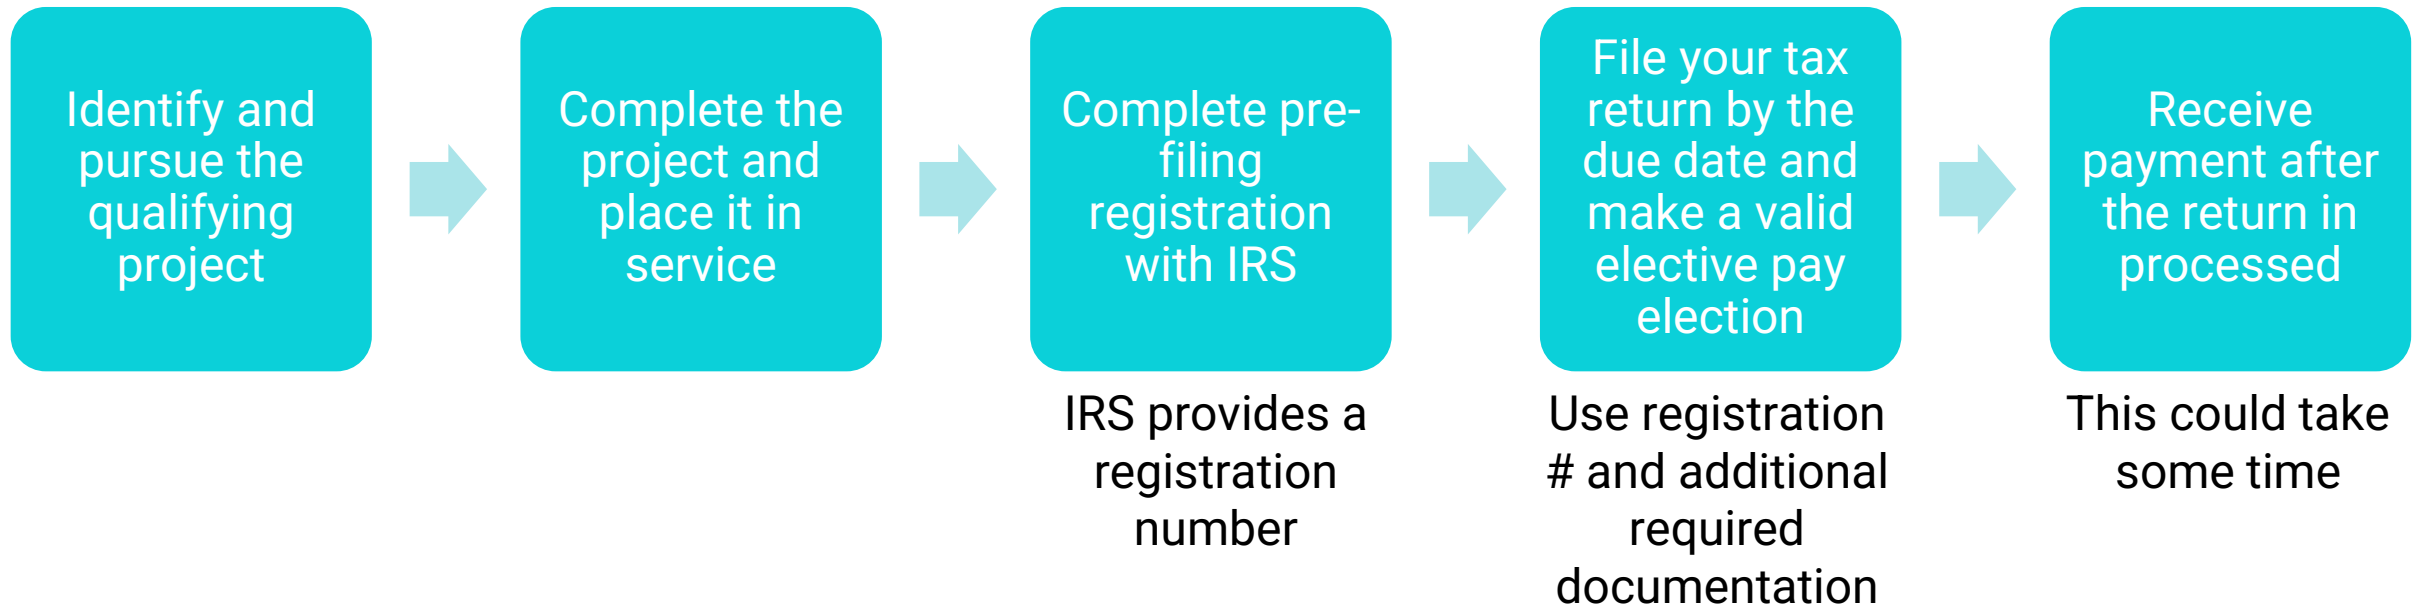 Identify and
pursue the
qualifying
project
Complete the
project and
place it in
service
Complete pre-
filing
registration
with IRS
IRS provides a
registration
number
File your tax
return by the
due date and
make a valid
elective pay
election
Use registration
# and additional
required
documentation
Receive
payment after
the return in
processed
This could take
some time